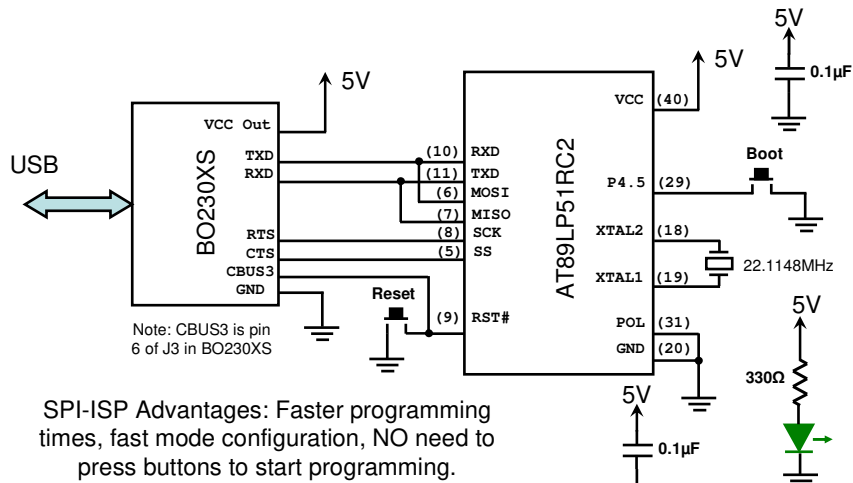 5V
0.1µF
5V
5V
VCC (40)
VCC Out
USB
TXD
RXD
BO230XS
RTS
CTS
CBUS3
GND
(10) RXD
(11) TXD
(6) MOSI
(7) MISO
(8) SCK
(5) SS
(9) RST#
AT89LP51RC2
Boot
P4.5 (29)
XTAL2 (18)
22.1148MHz
XTAL1 (19)
POL (31)
GND (20)
Reset
Note: CBUS3 is pin
6 of J3 in BO230XS
5V
330Ω
SPI-ISP Advantages: Faster programming
times, fast mode configuration, NO need to
press buttons to start programming.
5V
0.1µF